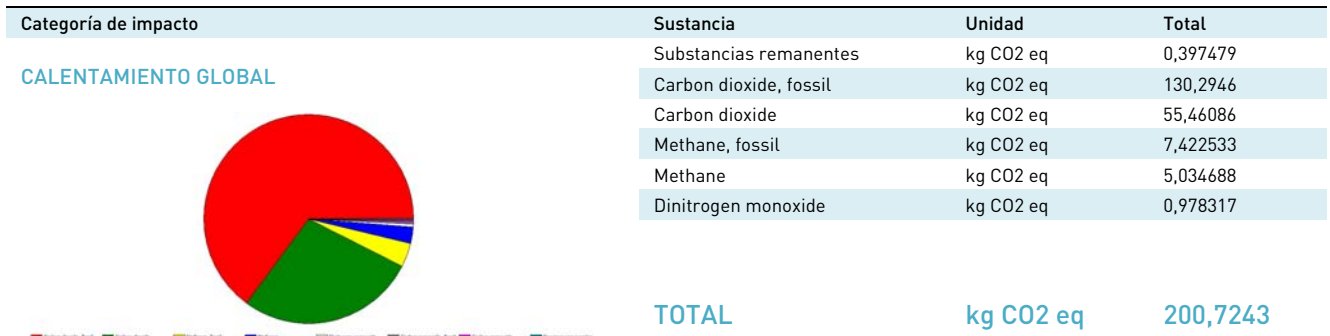 Categoría de impacto Sustancia Unidad Total
CALENTAMIENTO GLOBAL
Substancias remanentes kg CO2 eq 0,397479
Carbon dioxide, fossil kg CO2 eq 130,2946
Carbon dioxide kg CO2 eq 55,46086
Methane, fossil kg CO2 eq 7,422533
Methane kg CO2 eq 5,034688
Dinitrogen monoxide kg CO2 eq 0,978317
TOTAL kg CO2 eq 200,7243